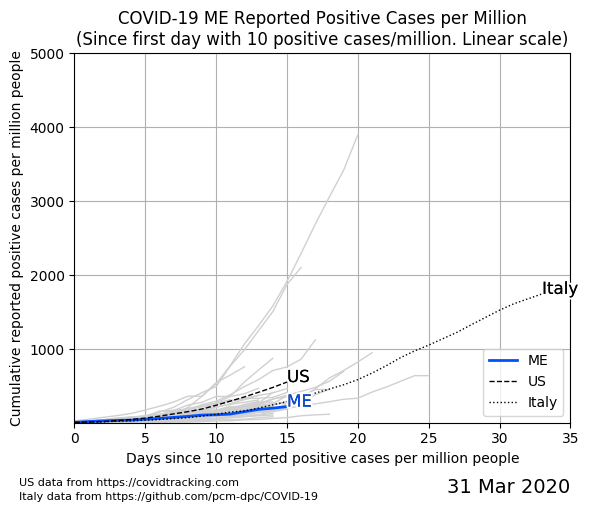 COVID-19 ME Reported Positive Cases per Million
(Since first day with 10 positive cases/million. Linear scale)
Cumulative reported positive cases per million people
5000
4000
3000
2000
1000
Italy
US
ME
ME
US
Italy
0 5 10 15 20 25 30 35
Days since 10 reported positive cases per million people
US data from https://covidtracking.com
Italy data from https://github.com/pcm-dpc/COVID-19
31 Mar 2020